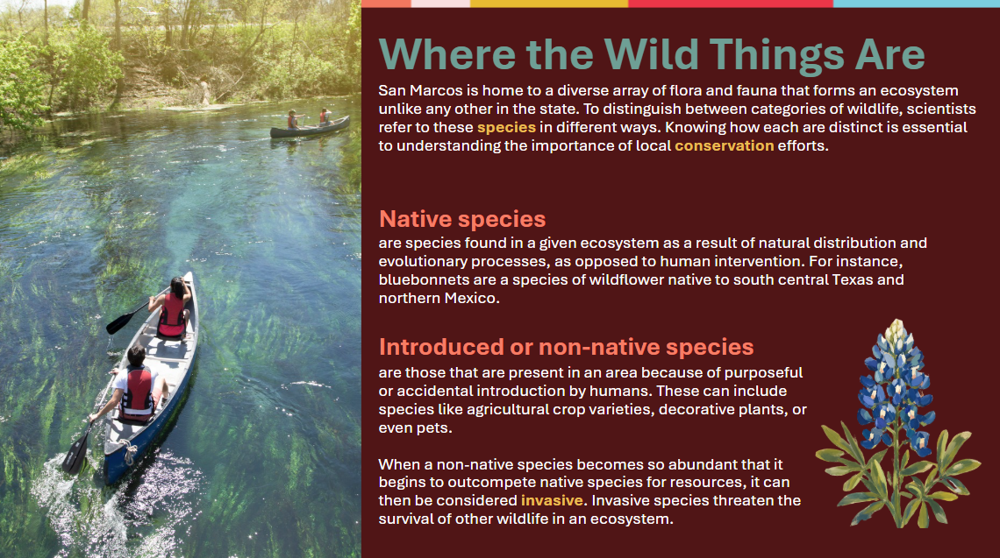 Where the Wild Things Are
San Marcos is home to a diverse array of flora and fauna that forms an ecosystem
unlike any other in the state. To distinguish between categories of wildlife, scientists
refer to these species in different ways. Knowing how each are distinct is essential
to understanding the importance of local conservation efforts.
Native species
are species found in a given ecosystem as a result of natural distribution and
evolutionary processes, as opposed to human intervention. For instance,
bluebonnets are a species of wildflower native to south central Texas and
northern Mexico.
Introduced or non-native species
are those that are present in an area because of purposeful
or accidental introduction by humans. These can include
species like agricultural crop varieties, decorative plants, or
even pets.
When a non-native species becomes so abundant that it
begins to outcompete native species for resources, it can
then be considered invasive. Invasive species threaten the
survival of other wildlife in an ecosystem.